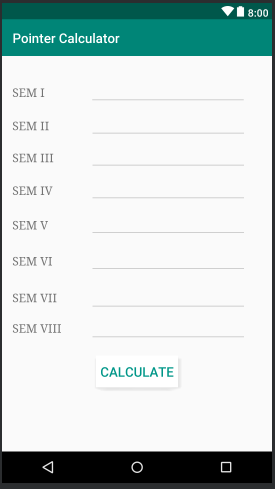 8:00
Pointer Calculator
SEM I
SEM II
SEM III
SEM IV
SEM V
SEM VI
SEM VII
SEM VIII
CALCULATE